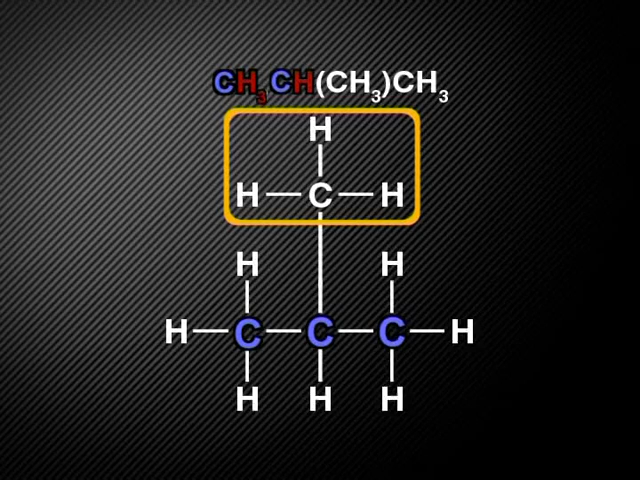 CH₃CH(CH₃)CH₃
H
H — C — H
H H
H — C — C — C — H
H H H